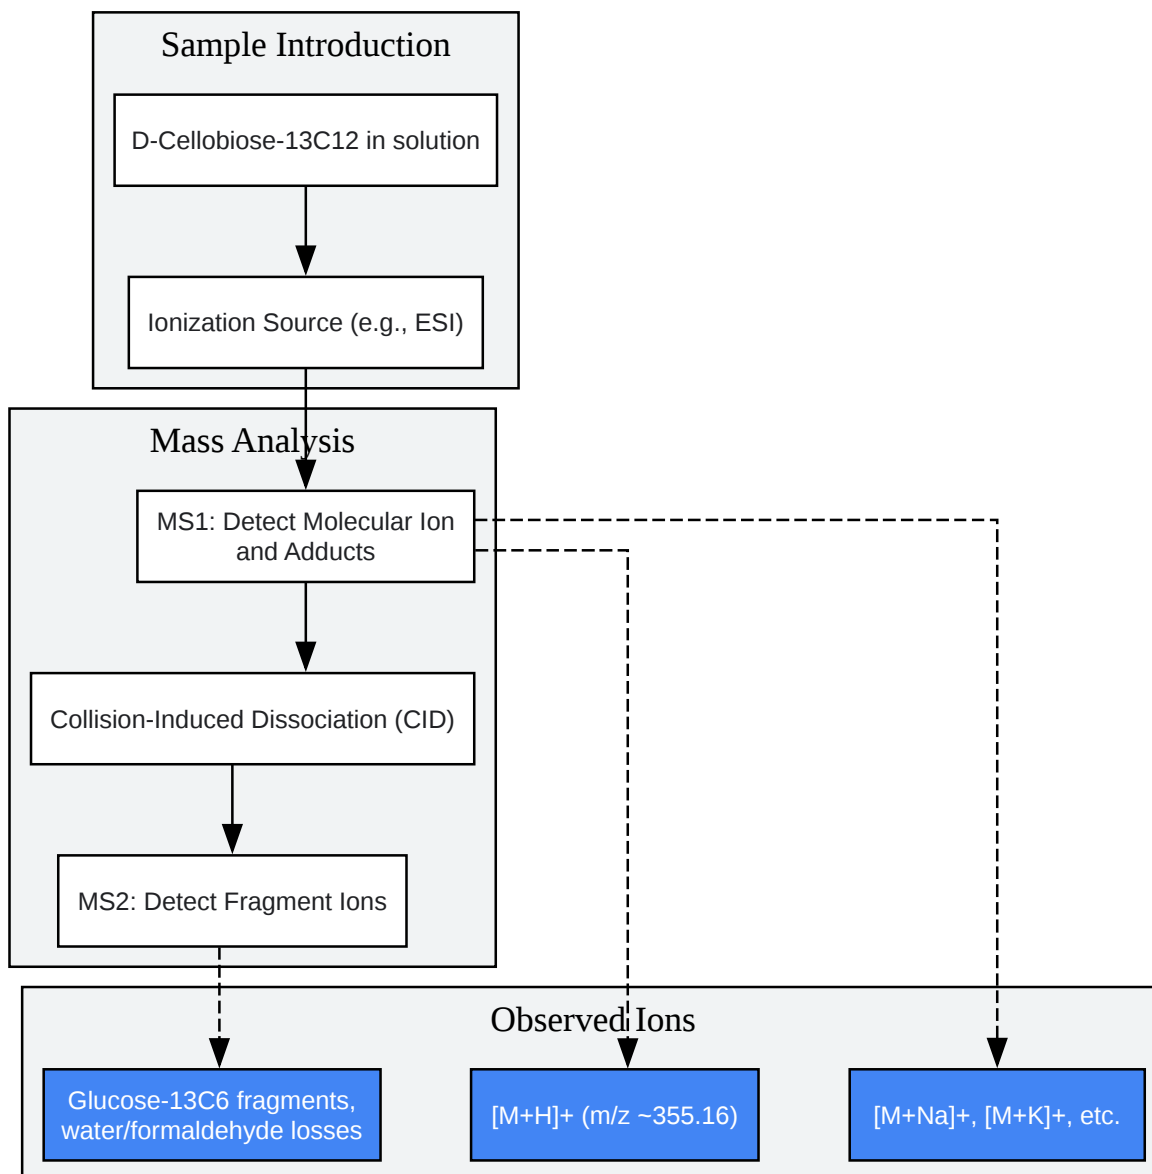 Sample Introduction
D-Cellobiose-13C12 in solution
Ionization Source (e.g., ESI)
Mass Analysis
MS1: Detect Molecular Ion
and Adducts
Collision-Induced Dissociation (CID)
MS2: Detect Fragment Ions
Observed Ions
Glucose-13C6 fragments,
water/formaldehyde losses
[M+H]+ (m/z ~355.16)
[M+Na]+, [M+K]+, etc.